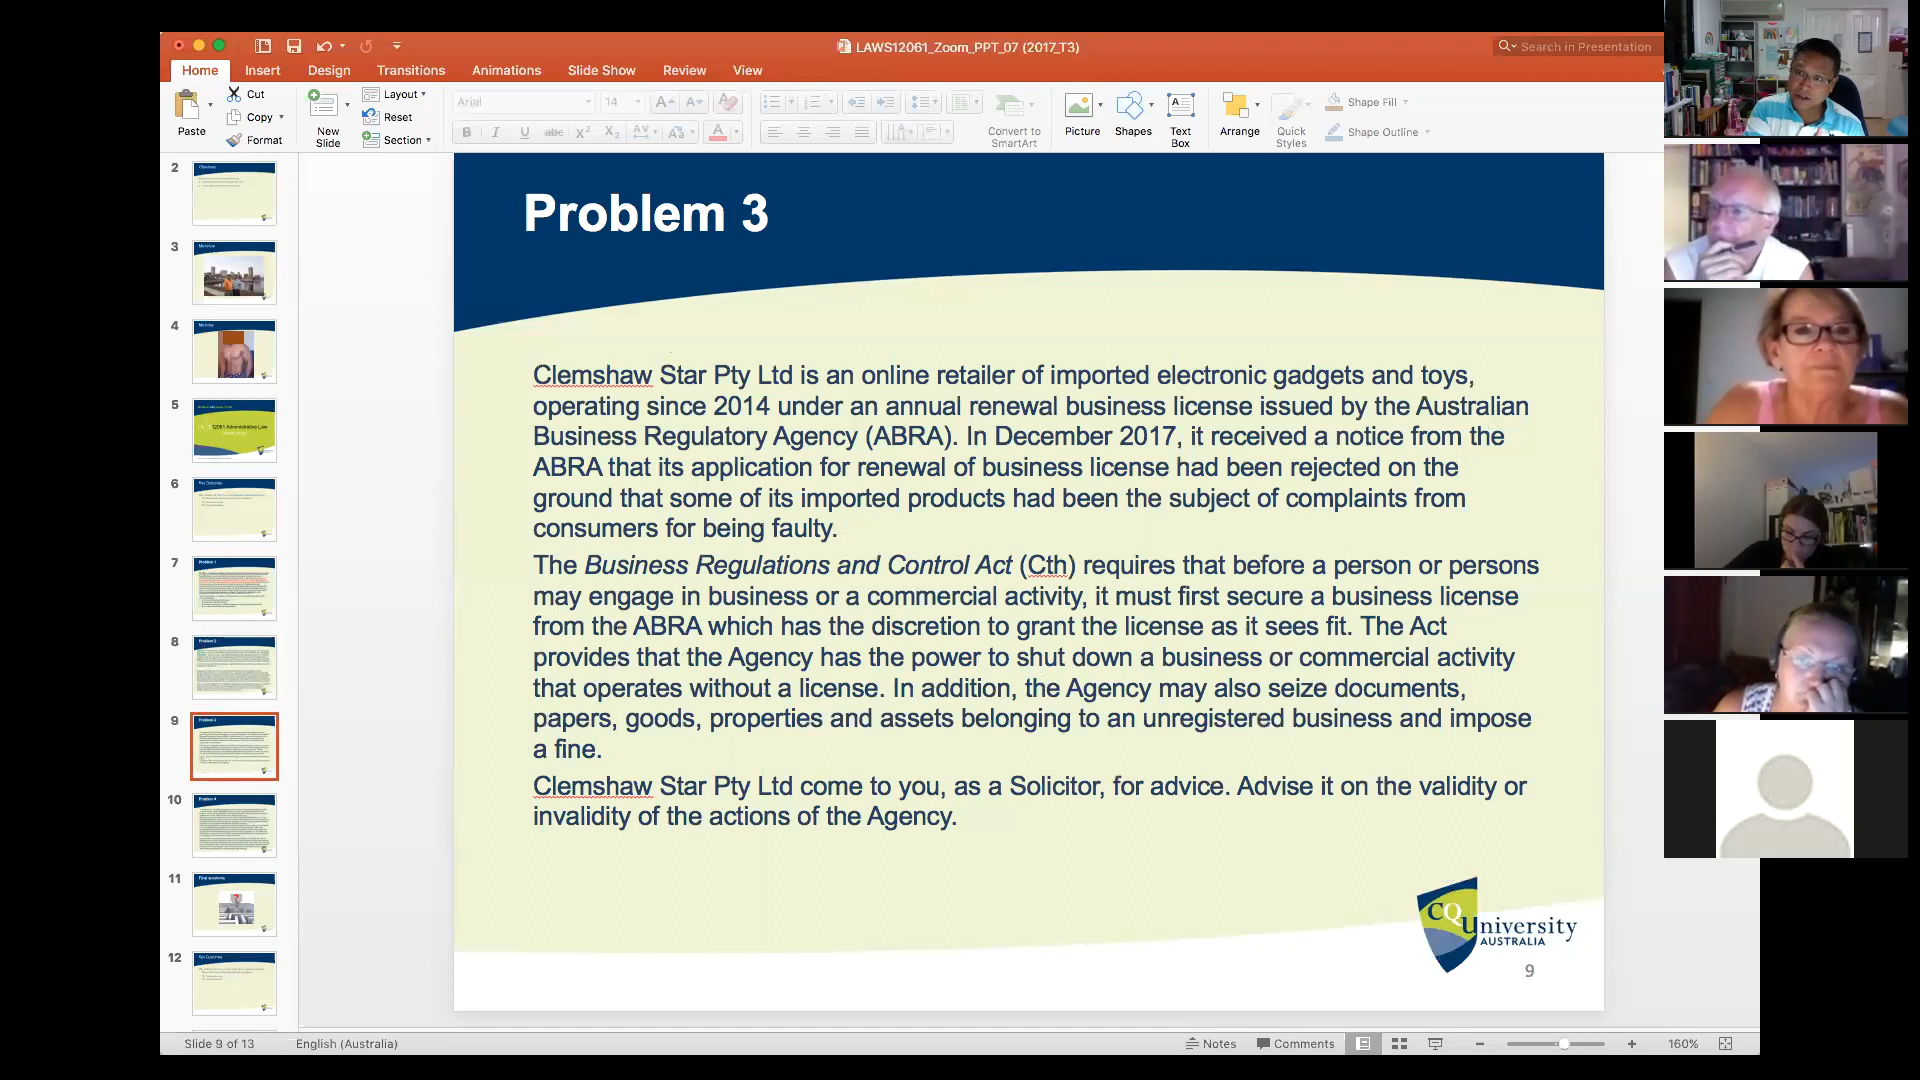 LAWS12061_Zoom_PPT_07 (2017_T3)
Search in Presentation
Home Insert Design Transitions Animations Slide Show Review View
Paste
Cut
Copy
Format
New Slide
Layout
Reset
Section
Arial 14
Convert to SmartArt
Picture
Shapes
Text Box
Arrange
Quick Styles
Shape Fill
Shape Outline
2
3
4
5
6
7
8
9
10
11
12
Problem 3
Clemshaw Star Pty Ltd is an online retailer of imported electronic gadgets and toys,
operating since 2014 under an annual renewal business license issued by the Australian
Business Regulatory Agency (ABRA). In December 2017, it received a notice from the
ABRA that its application for renewal of business license had been rejected on the
ground that some of its imported products had been the subject of complaints from
consumers for being faulty.
The Business Regulations and Control Act (Cth) requires that before a person or persons
may engage in business or a commercial activity, it must first secure a business license
from the ABRA which has the discretion to grant the license as it sees fit. The Act
provides that the Agency has the power to shut down a business or commercial activity
that operates without a license. In addition, the Agency may also seize documents,
papers, goods, properties and assets belonging to an unregistered business and impose
a fine.
Clemshaw Star Pty Ltd come to you, as a Solicitor, for advice. Advise it on the validity or
invalidity of the actions of the Agency.
CQUniversity
AUSTRALIA
9
Slide 9 of 13
English (Australia)
Notes
Comments
160%